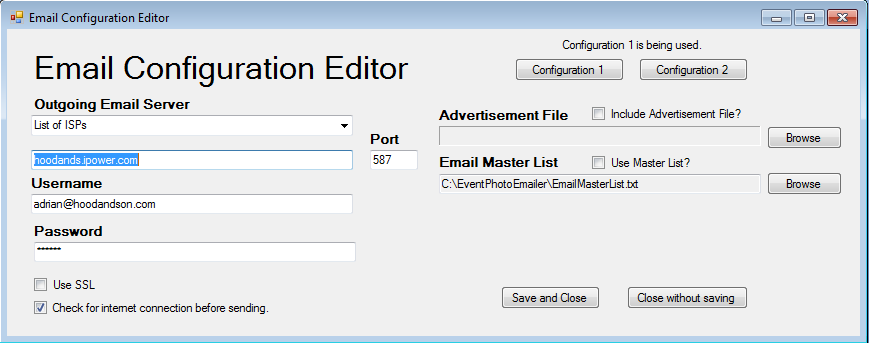 Email Configuration Editor
Configuration 1 is being used.
Email Configuration Editor
Configuration 1
Configuration 2
Outgoing Email Server
List of ISPs
Port
hoodands.ipower.com
587
Username
adrian@hoodandson.com
Password
******
Use SSL
Check for internet connection before sending.
Advertisement File
Include Advertisement File?
Browse
Email Master List
Use Master List?
C:\EventPhotoEmailer\EmailMasterList.txt
Browse
Save and Close
Close without saving